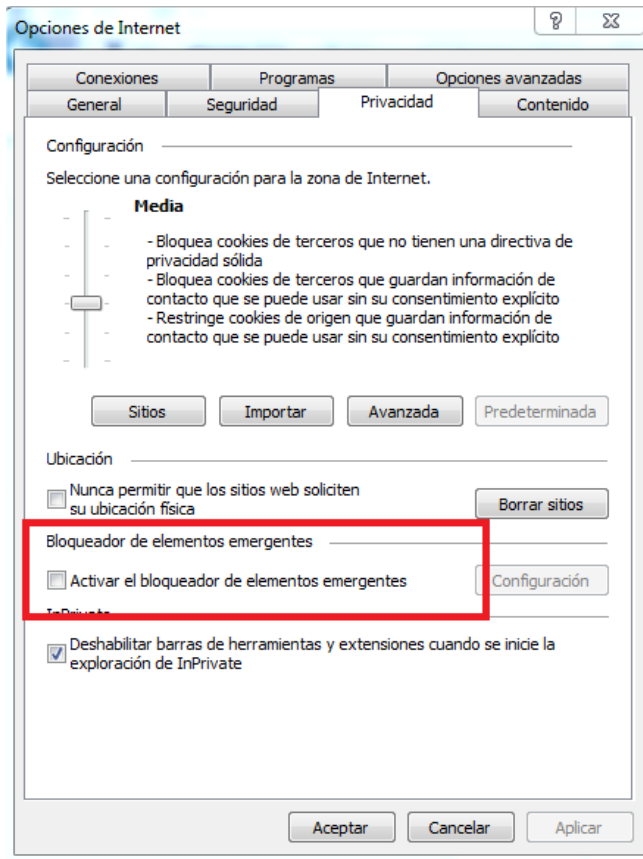 Opciones de Internet
Conexiones
Programas
Opciones avanzadas
General
Seguridad
Privacidad
Contenido
Configuración
Seleccione una configuración para la zona de Internet.
Media
- Bloquea cookies de terceros que no tienen una directiva de
privacidad sólida
- Bloquea cookies de terceros que guardan información de
contacto que se puede usar sin su consentimiento explícito
- Restringe cookies de origen que guardan información de
contacto que se puede usar sin su consentimiento explícito
Sitios
Importar
Avanzada
Predeterminada
Ubicación
Nunca permitir que los sitios web soliciten
su ubicación física
Borrar sitios
Bloqueador de elementos emergentes
Activar el bloqueador de elementos emergentes
Configuración
InPrivate
Deshabilitar barras de herramientas y extensiones cuando se inicie la
exploración de InPrivate
Aceptar
Cancelar
Aplicar